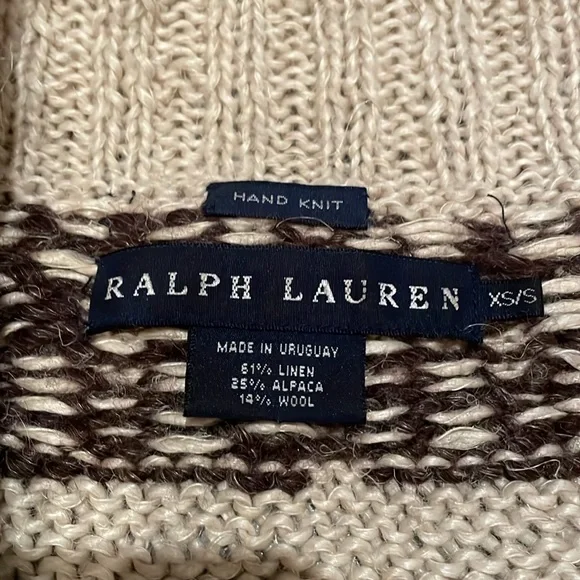 HAND KNIT
RALPH LAUREN
XS/S
MADE IN URUGUAY
61% LINEN
25% ALPACA
14% WOOL